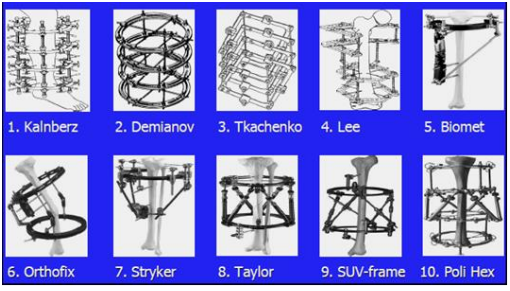 1. Kalnberz
2. Demianov
3. Tkachenko
4. Lee
5. Biomet
6. Orthofix
7. Stryker
8. Taylor
9. SUV-frame
10. Poli Hex